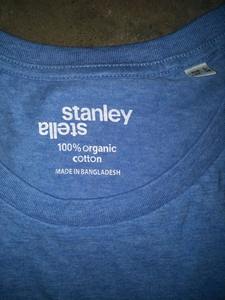 stanley
stella
100% organic
cotton
MADE IN BANGLADESH